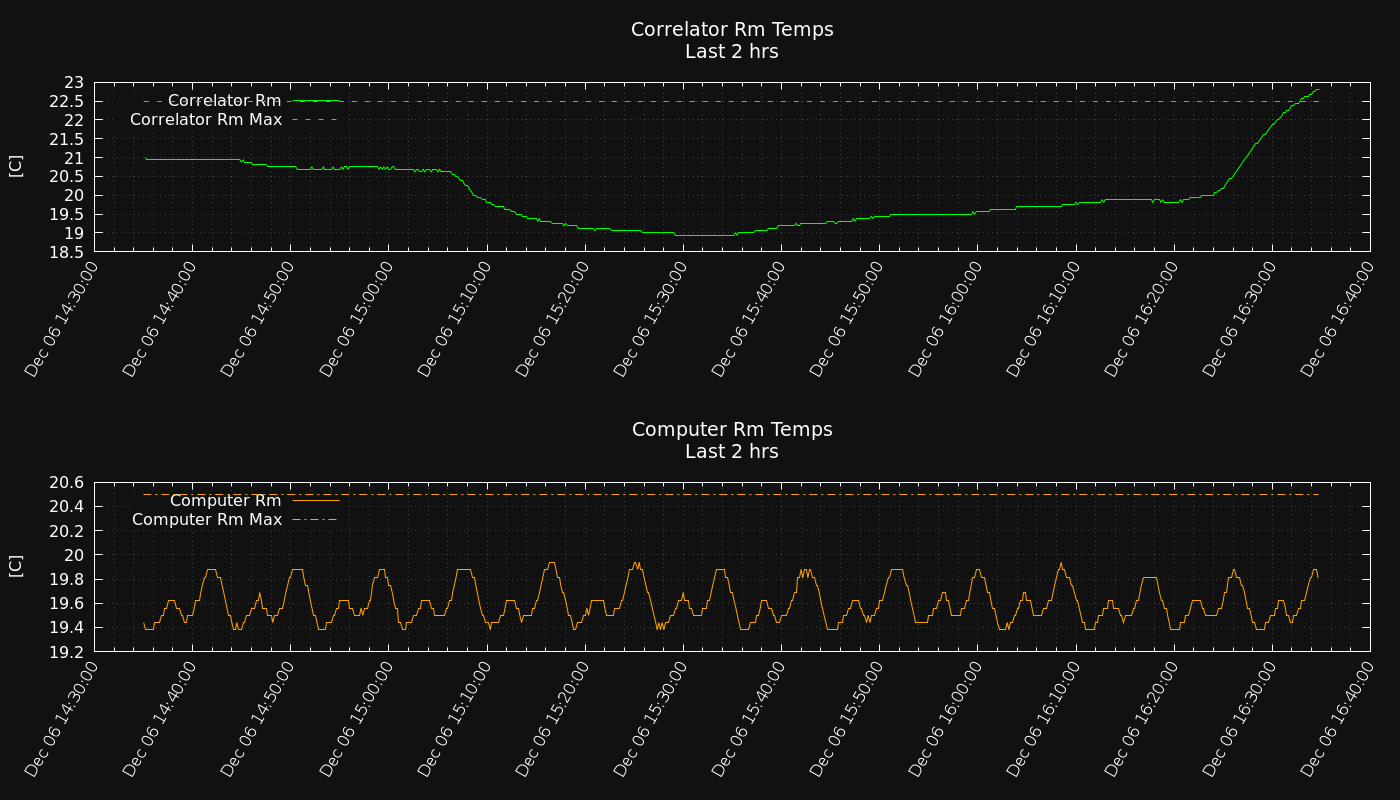 Correlator Rm Temps
Last 2 hrs
[C]
23
22.5
22
21.5
21
20.5
20
19.5
19
18.5
Correlator Rm
Correlator Rm Max
Dec 06 14:30:00
Dec 06 14:40:00
Dec 06 14:50:00
Dec 06 15:00:00
Dec 06 15:10:00
Dec 06 15:20:00
Dec 06 15:30:00
Dec 06 15:40:00
Dec 06 15:50:00
Dec 06 16:00:00
Dec 06 16:10:00
Dec 06 16:20:00
Dec 06 16:30:00
Dec 06 16:40:00
Computer Rm Temps
Last 2 hrs
[C]
20.6
20.4
20.2
20
19.8
19.6
19.4
19.2
Computer Rm
Computer Rm Max
Dec 06 14:30:00
Dec 06 14:40:00
Dec 06 14:50:00
Dec 06 15:00:00
Dec 06 15:10:00
Dec 06 15:20:00
Dec 06 15:30:00
Dec 06 15:40:00
Dec 06 15:50:00
Dec 06 16:00:00
Dec 06 16:10:00
Dec 06 16:20:00
Dec 06 16:30:00
Dec 06 16:40:00